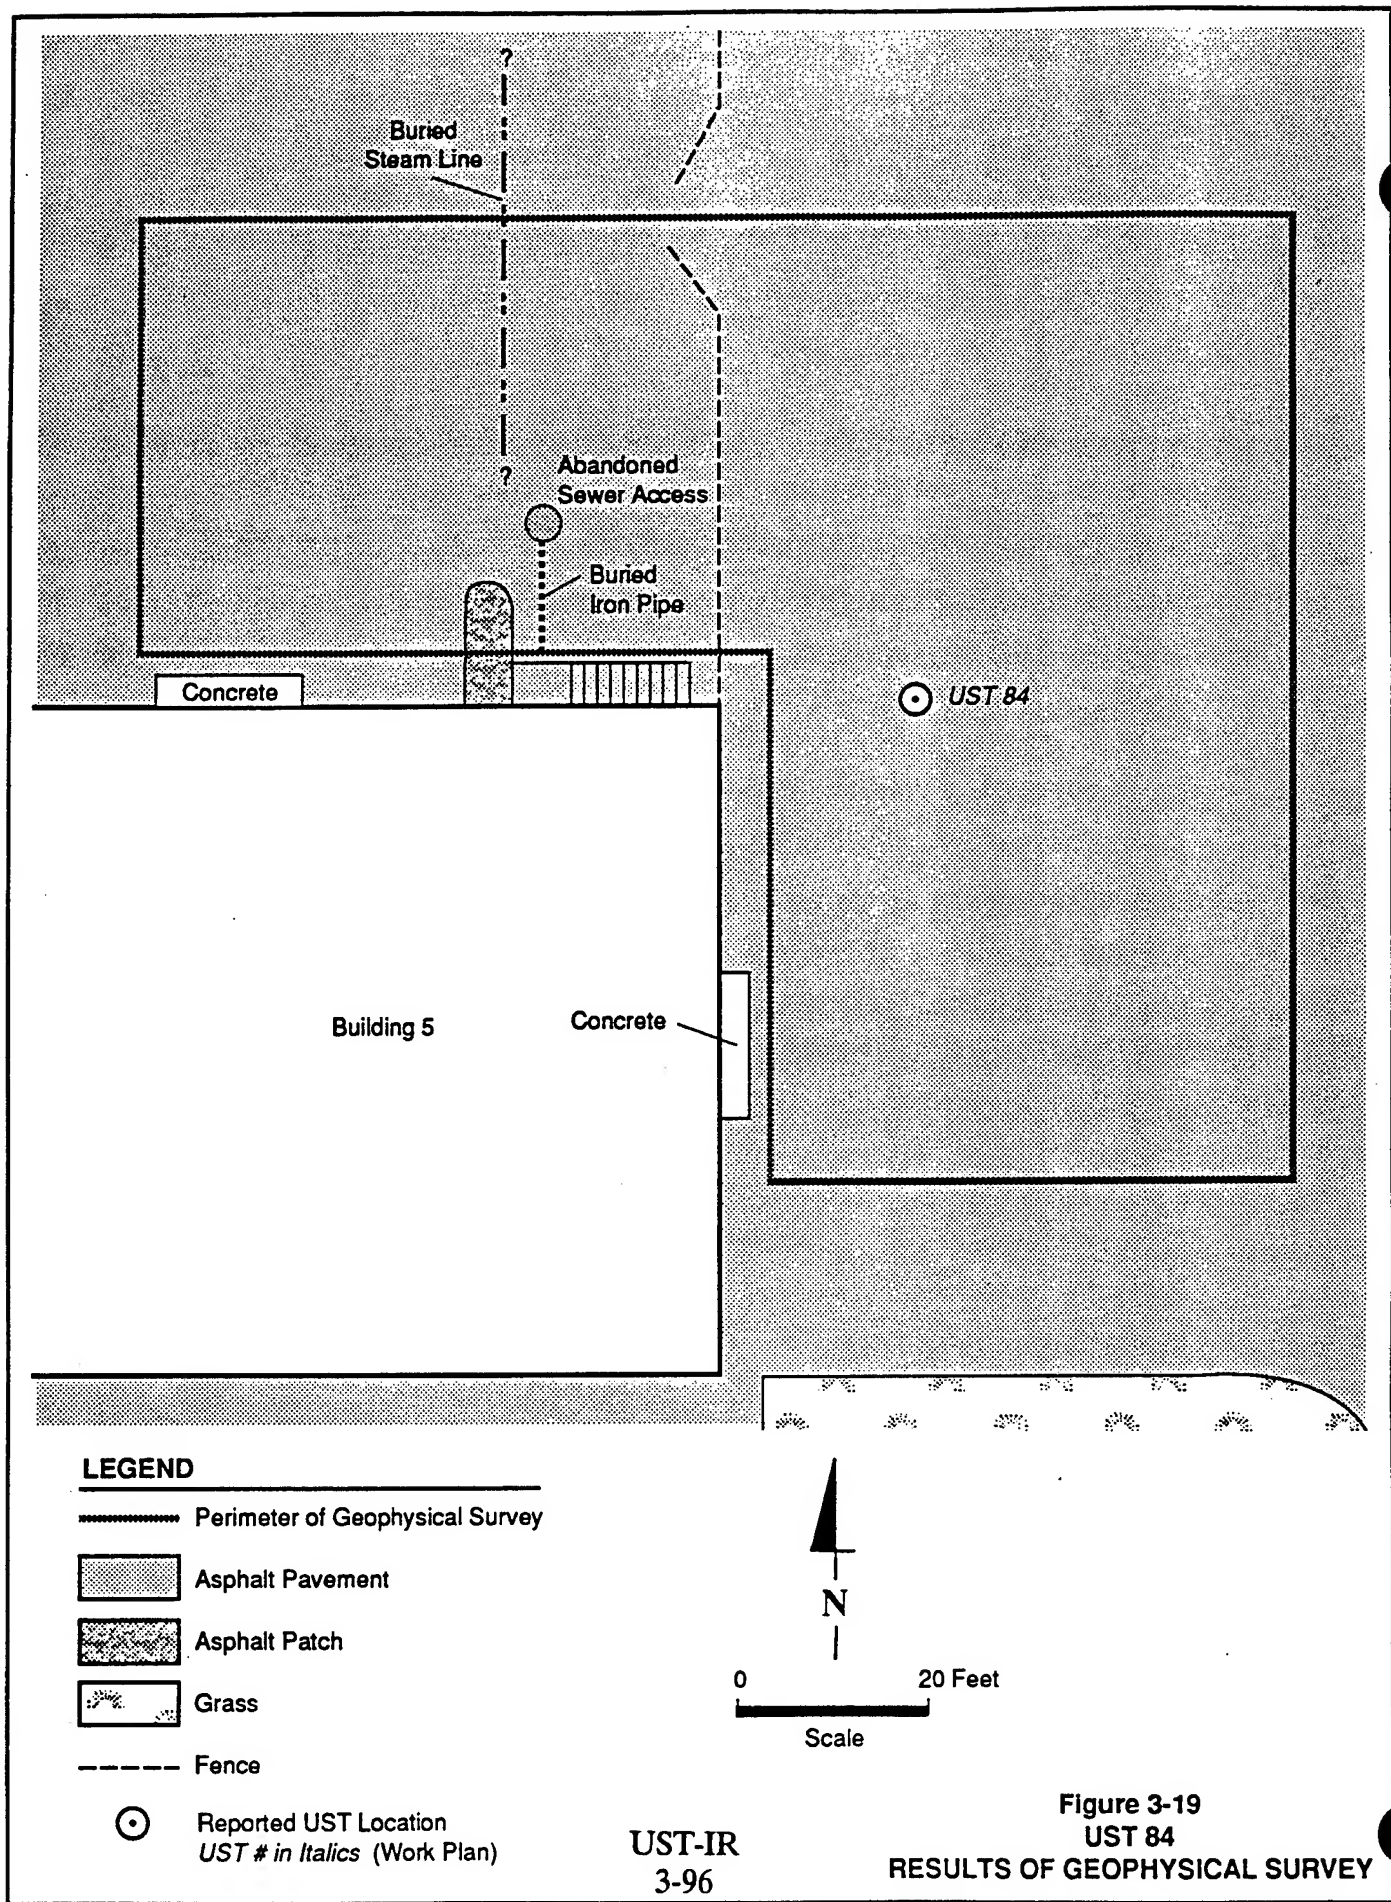 ?
Buried
Steam Line
?
Abandoned
Sewer Access
Buried
Iron Pipe
Concrete
UST 84
Building 5
Concrete
LEGEND
Perimeter of Geophysical Survey
Asphalt Pavement
Asphalt Patch
Grass
Fence
Reported UST Location
UST # in Italics (Work Plan)
N
0 20 Feet
Scale
UST-IR
3-96
Figure 3-19
UST 84
RESULTS OF GEOPHYSICAL SURVEY